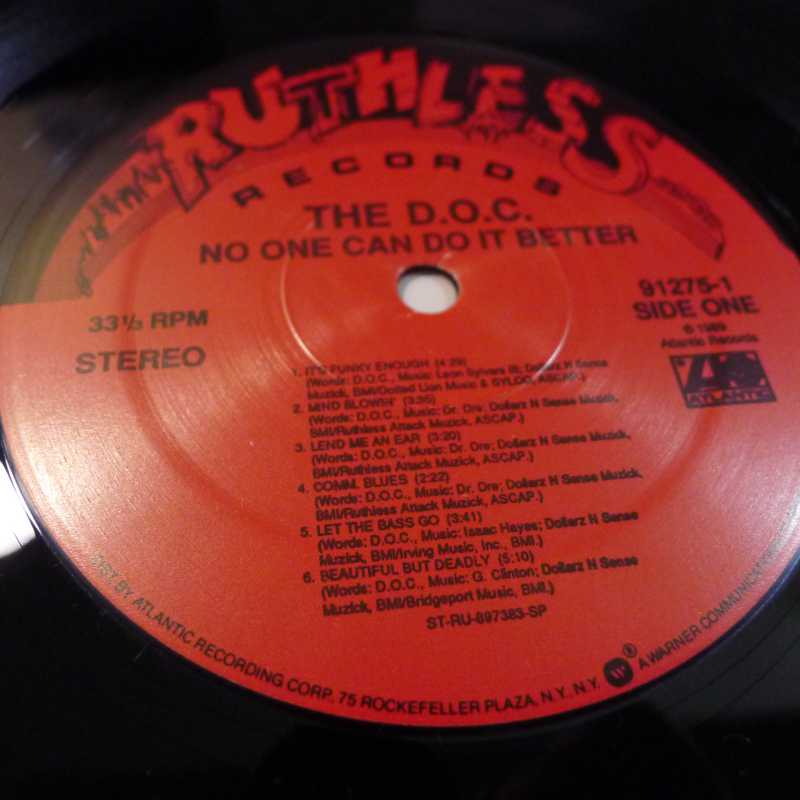 RUTHLESS
RECORDS
THE D.O.C.
NO ONE CAN DO IT BETTER
33⅓ RPM
STEREO
91275-1
SIDE ONE
℗ 1989
Atlantic Records
ATLANTIC
1. IT'S FUNKY ENOUGH (4:29)
(Words: D.O.C., Music: Leon Sylvers III; Dollarz N Sense
Muzick, BMI/Dotted Lion Music & SYLCO, ASCAP.)
2. MIND BLOWIN' (3:35)
(Words: D.O.C., Music: Dr. Dre; Dollarz N Sense Muzick,
BMI/Ruthless Attack Muzick, ASCAP.)
3. LEND ME AN EAR (3:20)
(Words: D.O.C., Music: Dr. Dre; Dollarz N Sense Muzick,
BMI/Ruthless Attack Muzick, ASCAP.)
4. COMM. BLUES (2:22)
(Words: D.O.C., Music: Dr. Dre; Dollarz N Sense Muzick,
BMI/Ruthless Attack Muzick, ASCAP.)
5. LET THE BASS GO (3:41)
(Words: D.O.C., Music: Isaac Hayes; Dollarz N Sense
Muzick, BMI/Irving Music, Inc., BMI.)
6. BEAUTIFUL BUT DEADLY (5:10)
(Words: D.O.C., Music: G. Clinton; Dollarz N Sense
Muzick, BMI/Bridgeport Music, BMI.)
ST-RU-897383-SP
BY ATLANTIC RECORDING CORP. 75 ROCKEFELLER PLAZA, N.Y. N.Y. ® A WARNER